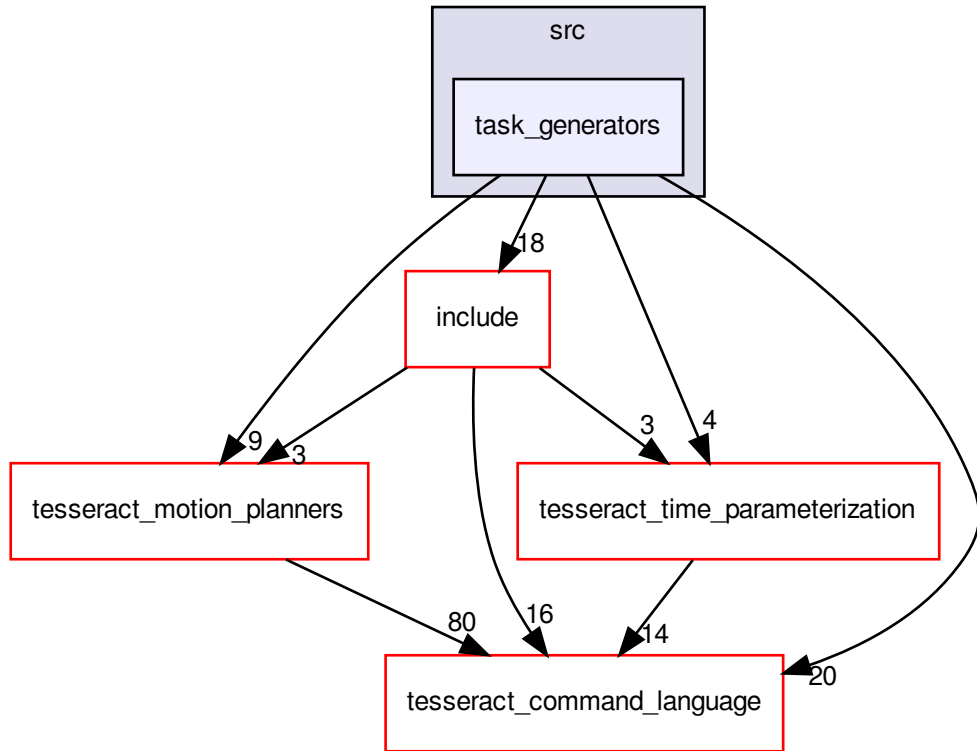 src
task_generators
18
include
9
3
3
4
tesseract_motion_planners
tesseract_time_parameterization
80
16
14
20
tesseract_command_language